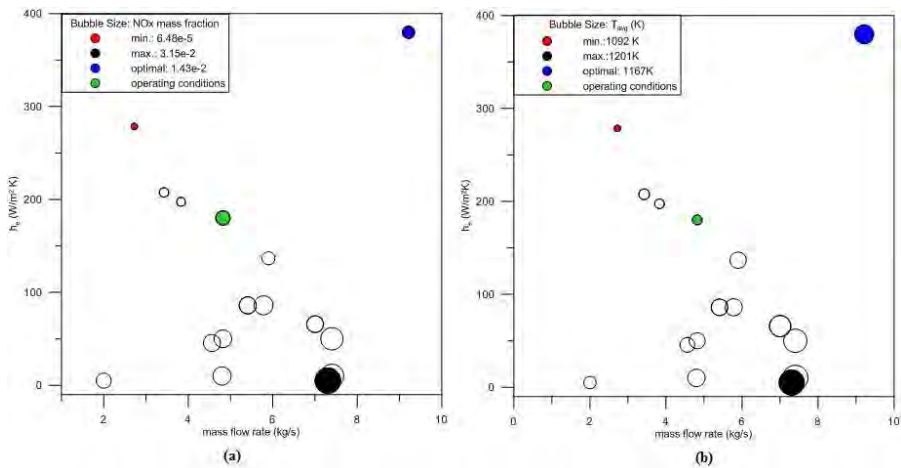 Bubble Size: NOx mass fraction
min.: 6.48e-5
max.: 3.15e-2
optimal: 1.43e-2
operating conditions
400
300
200
100
0
hₑ (W/m² K)
2
4
6
8
10
mass flow rate (kg/s)
(a)
Bubble Size: Tavg (K)
min.:1092 K
max.:1201K
optimal: 1167K
operating conditions
400
300
200
100
0
hₑ (W/m²K)
0
2
4
6
8
10
mass flow rate (kg/s)
(b)